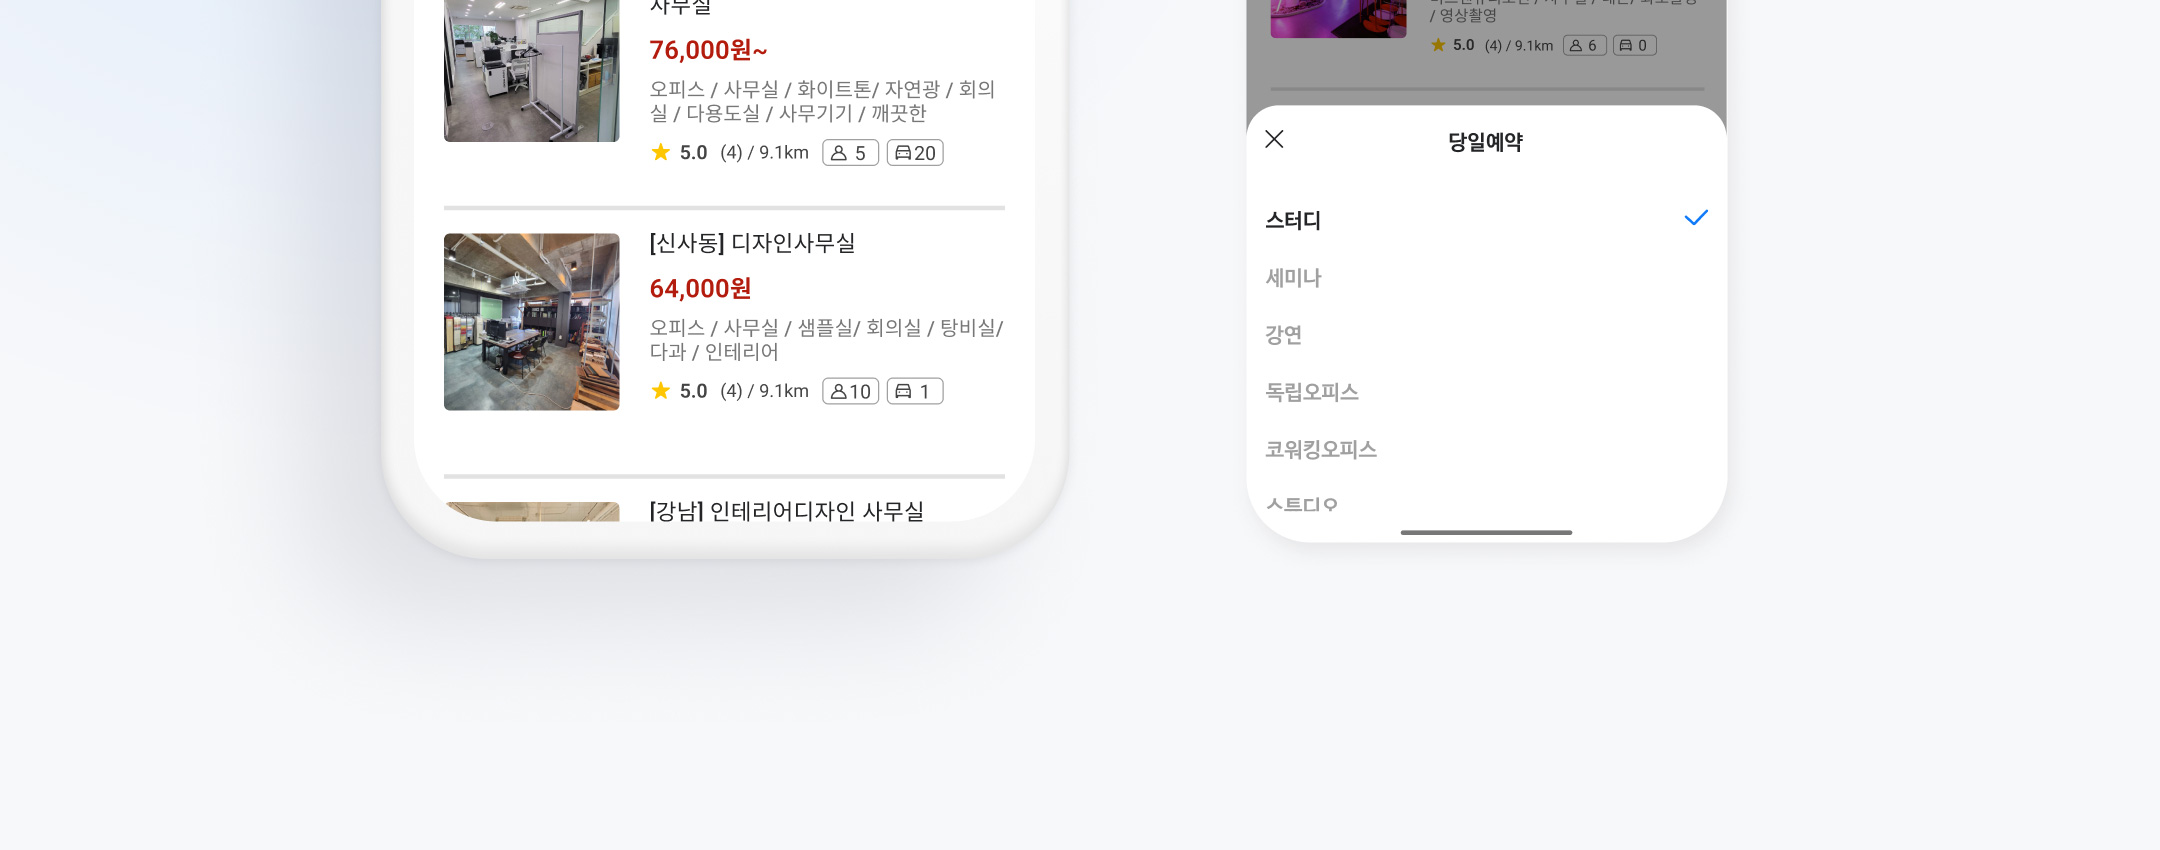 사무실
76,000원~
오피스 / 사무실 / 화이트톤/ 자연광 / 회의
실 / 다용도실 / 사무기기 / 깨끗한
5.0 (4) / 9.1km 5 20
[신사동] 디자인사무실
64,000원
오피스 / 사무실 / 샘플실/ 회의실 / 탕비실/
다과 / 인테리어
5.0 (4) / 9.1km 10 1
[강남] 인테리어디자인 사무실
/ 영상촬영
5.0 (4) / 9.1km 6 0
당일예약
스터디
세미나
강연
독립오피스
코워킹오피스
스튜디오